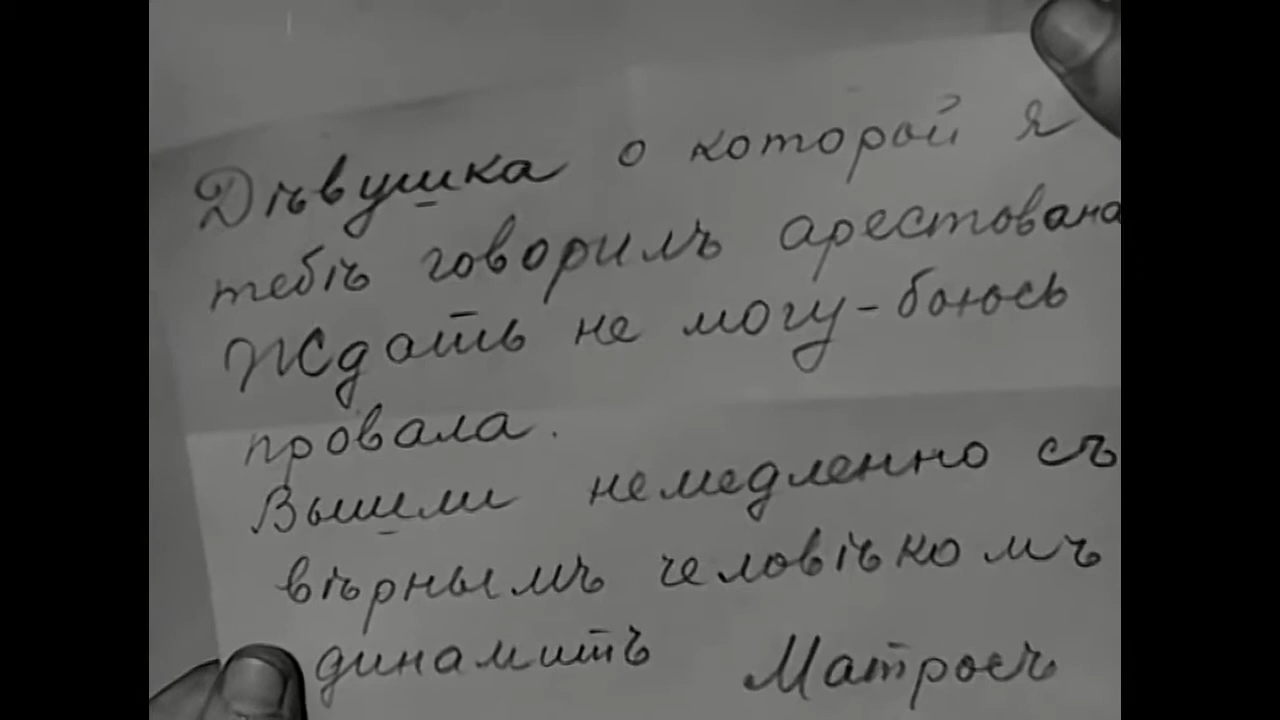 Дѣвушка о которой я
тебѣ говорилъ арестована
Ждать не могу - боюсь
провала.
Вышли немедленно съ
вѣрнымъ человѣкомъ
динамитъ Матросъ